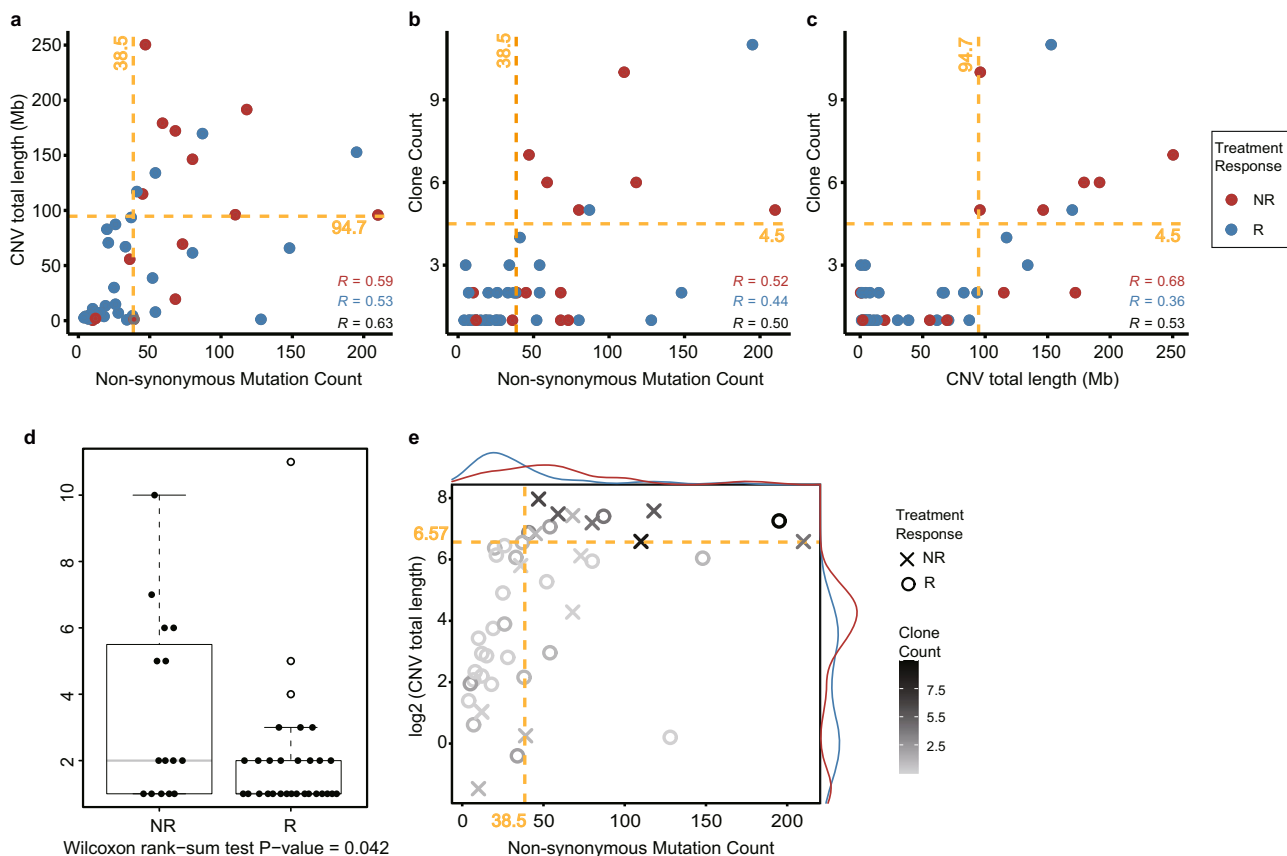 a
b
c
250
200
150
100
50
0
CNV total length (Mb)
38.5
94.7
R = 0.59
R = 0.53
R = 0.63
0
50
100
150
200
Non-synonymous Mutation Count
9
6
3
Clone Count
38.5
4.5
R = 0.52
R = 0.44
R = 0.50
0
50
100
150
200
Non-synonymous Mutation Count
9
6
3
Clone Count
94.7
4.5
R = 0.68
R = 0.36
R = 0.53
0
50
100
150
200
250
CNV total length (Mb)
Treatment
Response
NR
R
d
10
8
6
4
2
NR
R
Wilcoxon rank−sum test P−value = 0.042
e
8
6
4
2
0
log2 (CNV total length)
6.57
38.5
0
50
100
150
200
Non-synonymous Mutation Count
Treatment
Response
NR
R
Clone
Count
7.5
5.5
2.5